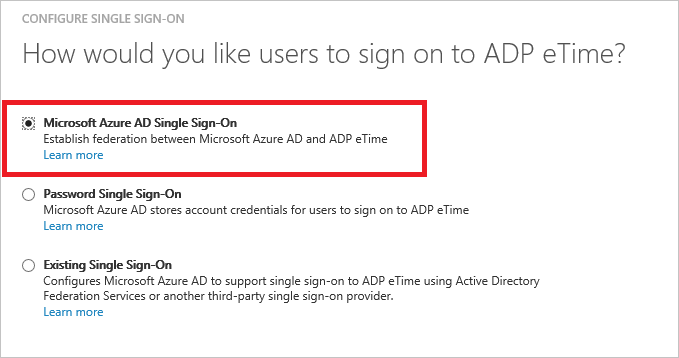 CONFIGURE SINGLE SIGN-ON
How would you like users to sign on to ADP eTime?
Microsoft Azure AD Single Sign-On
Establish federation between Microsoft Azure AD and ADP eTime
Learn more
Password Single Sign-On
Microsoft Azure AD stores account credentials for users to sign on to ADP eTime
Learn more
Existing Single Sign-On
Configures Microsoft Azure AD to support single sign-on to ADP eTime using Active Directory
Federation Services or another third-party single sign-on provider.
Learn more